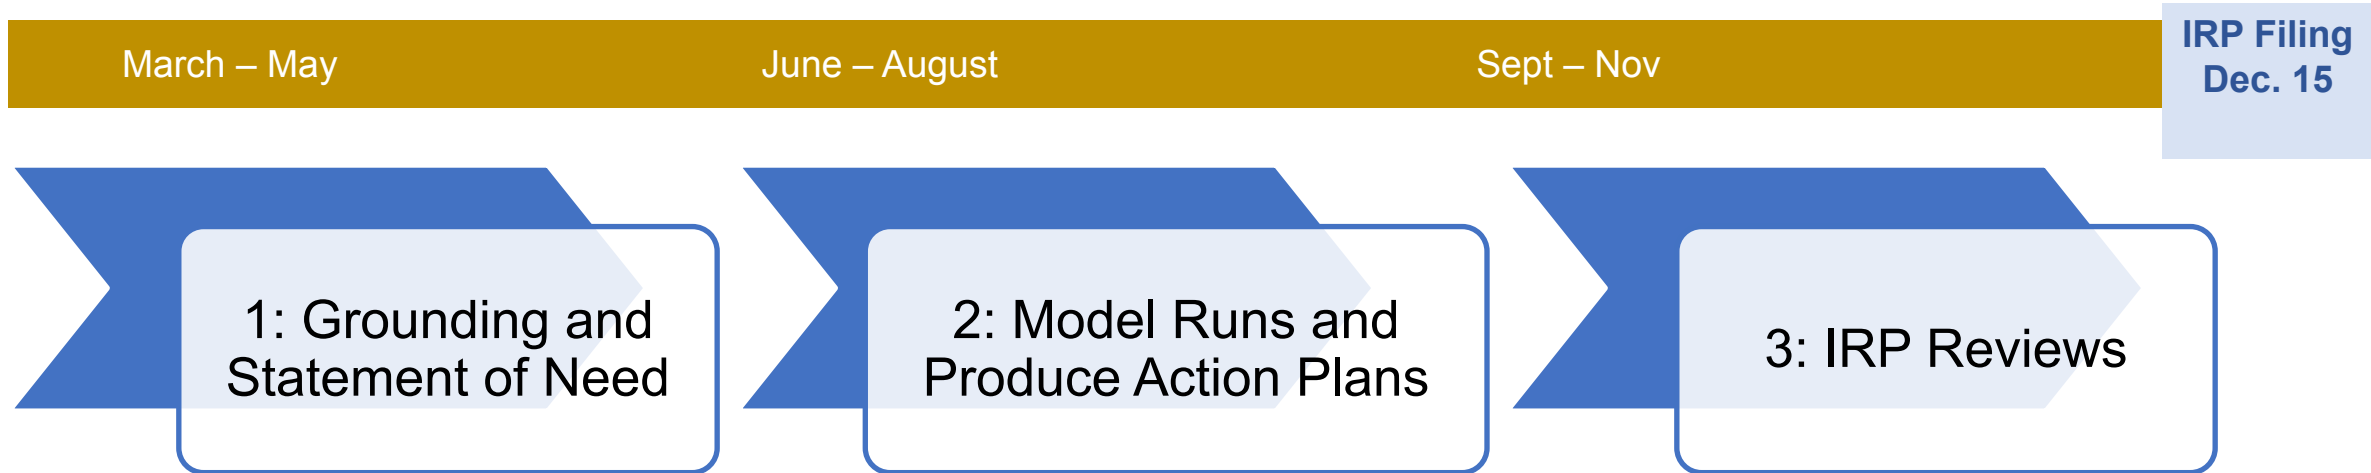 March – May
June – August
Sept – Nov
IRP Filing
Dec. 15
1: Grounding and
Statement of Need
2: Model Runs and
Produce Action Plans
3: IRP Reviews